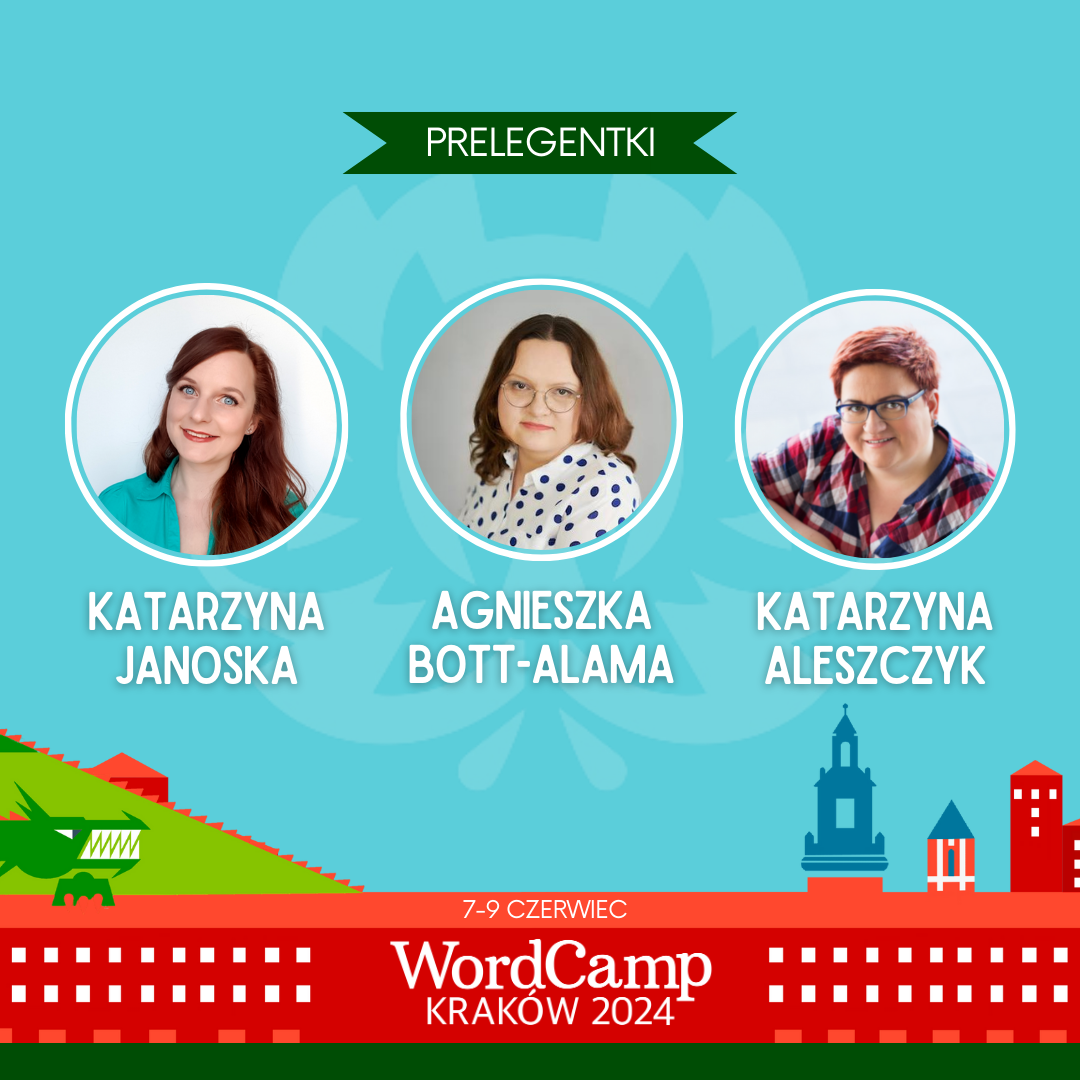 PRELEGENTKI
KATARZYNA
JANOSKA
AGNIESZKA
BOTT-ALAMA
KATARZYNA
ALESZCZYK
7-9 CZERWIEC
WordCamp
KRAKÓW 2024